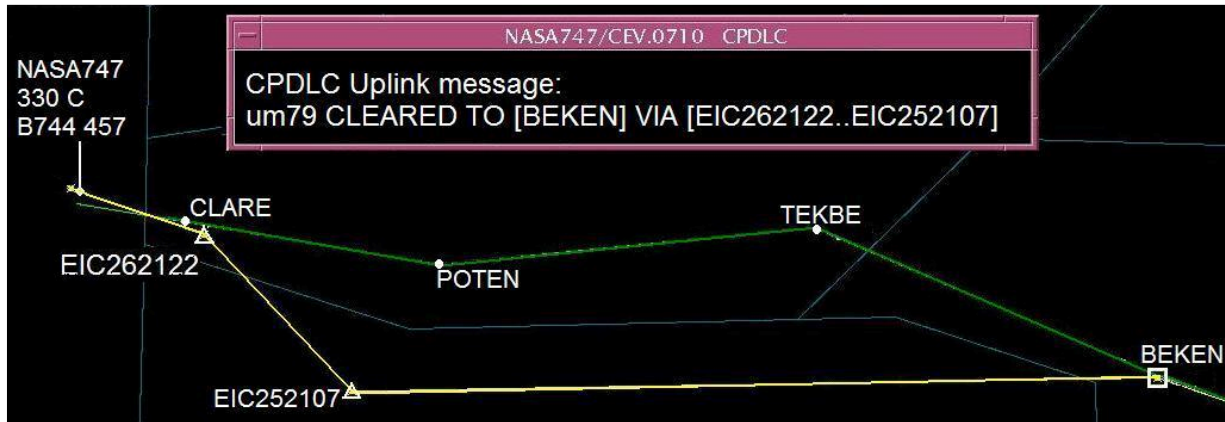 NASA747/CEV.0710 CPDLC
CPDLC Uplink message:
um79 CLEARED TO [BEKEN] VIA [EIC262122..EIC252107]
NASA747
330 C
B744 457
CLARE
TEKBE
EIC262122
POTEN
BEKEN
EIC252107